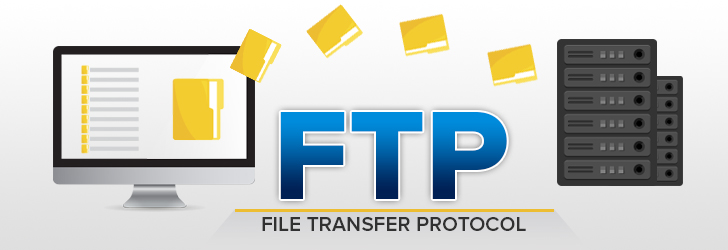 FTP
FILE TRANSFER PROTOCOL